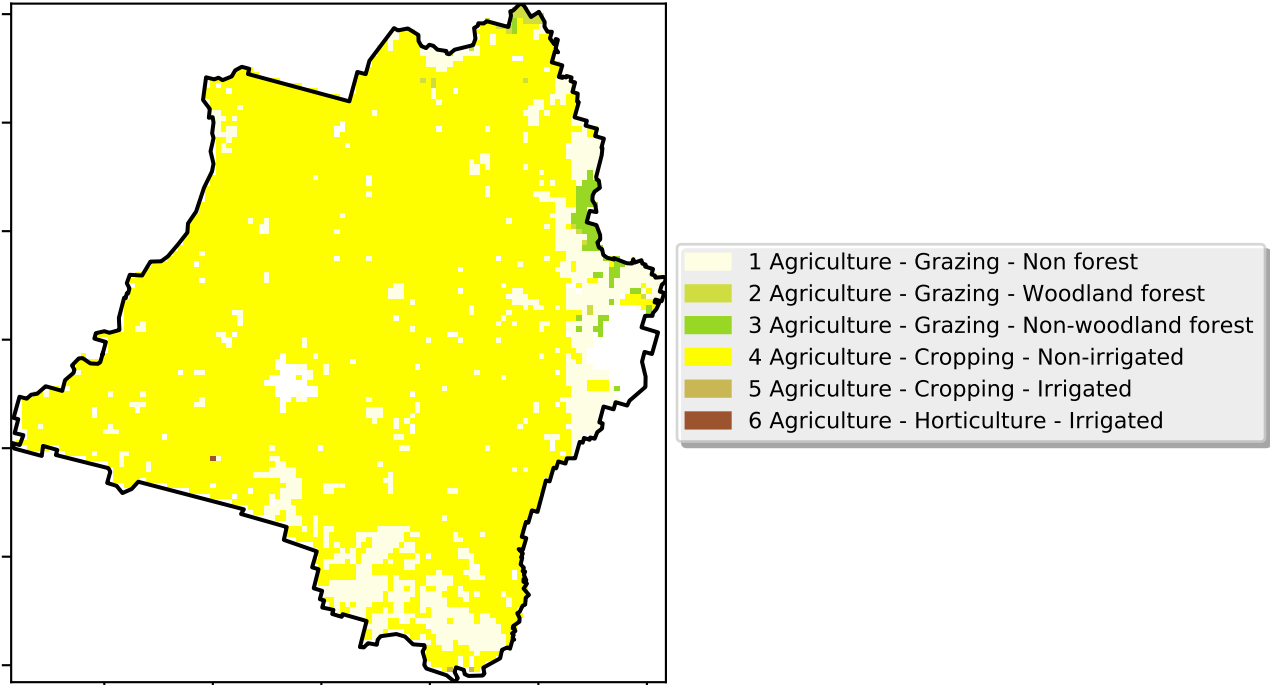 1 Agriculture - Grazing - Non forest
2 Agriculture - Grazing - Woodland forest
3 Agriculture - Grazing - Non-woodland forest
4 Agriculture - Cropping - Non-irrigated
5 Agriculture - Cropping - Irrigated
6 Agriculture - Horticulture - Irrigated